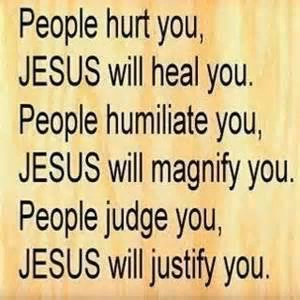 People hurt you,
JESUS will heal you.
People humiliate you,
JESUS will magnify you.
People judge you,
JESUS will justify you.